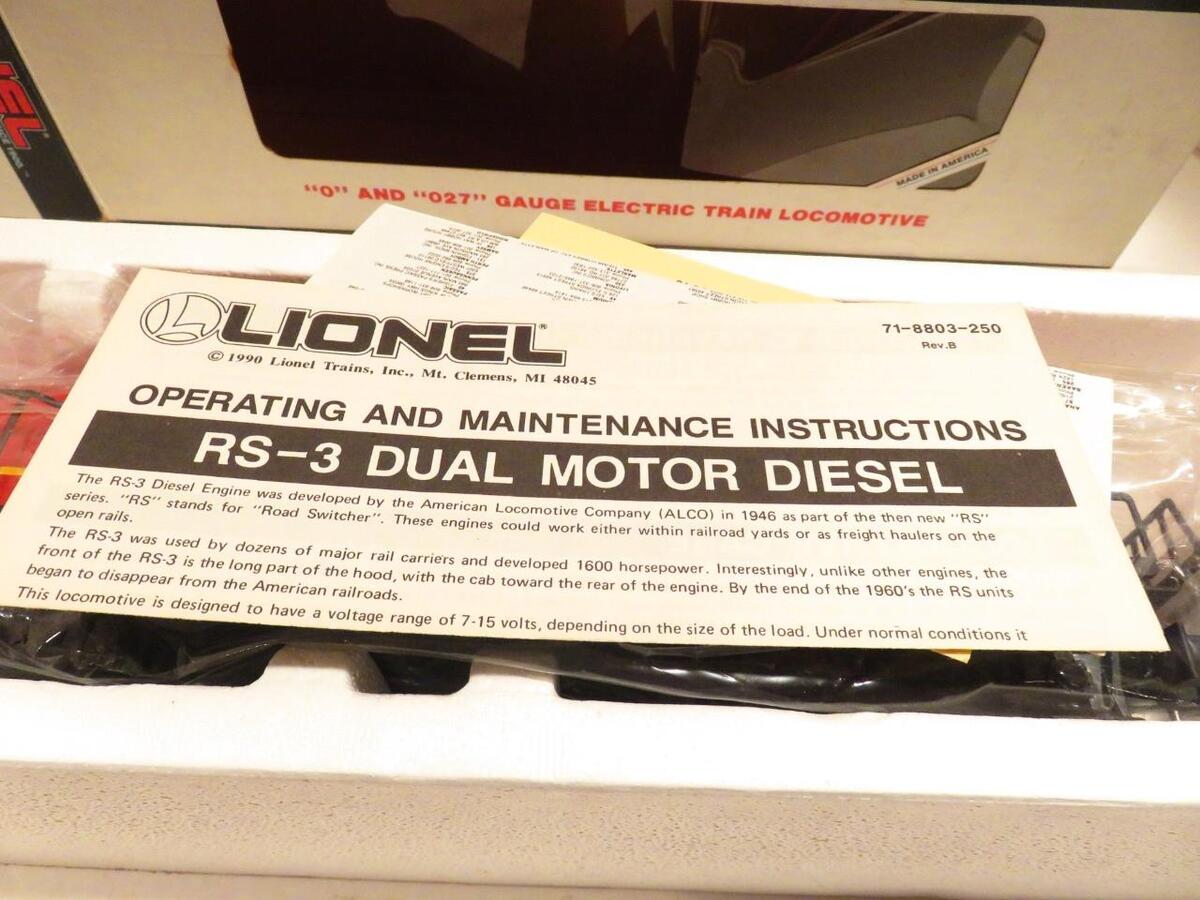 MADE IN AMERICA
"O" AND "027" GAUGE ELECTRIC TRAIN LOCOMOTIVE
LIONEL®
71-8803-250
Rev.B
© 1990 Lionel Trains, Inc., Mt. Clemens, MI 48045
OPERATING AND MAINTENANCE INSTRUCTIONS
RS-3 DUAL MOTOR DIESEL
The RS-3 Diesel Engine was developed by the American Locomotive Company (ALCO) in 1946 as part of the then new "RS"
series. "RS" stands for "Road Switcher". These engines could work either within railroad yards or as freight haulers on the
open rails.
The RS-3 was used by dozens of major rail carriers and developed 1600 horsepower. Interestingly, unlike other engines, the
front of the RS-3 is the long part of the hood, with the cab toward the rear of the engine. By the end of the 1960's the RS units
began to disappear from the American railroads.
This locomotive is designed to have a voltage range of 7-15 volts, depending on the size of the load. Under normal conditions it